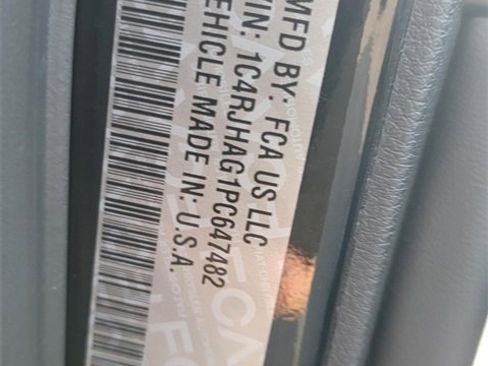 MFD BY: FCA US LLC
VIN: 1C4RJHAG1PC647482
VEHICLE MADE IN: U.S.A.